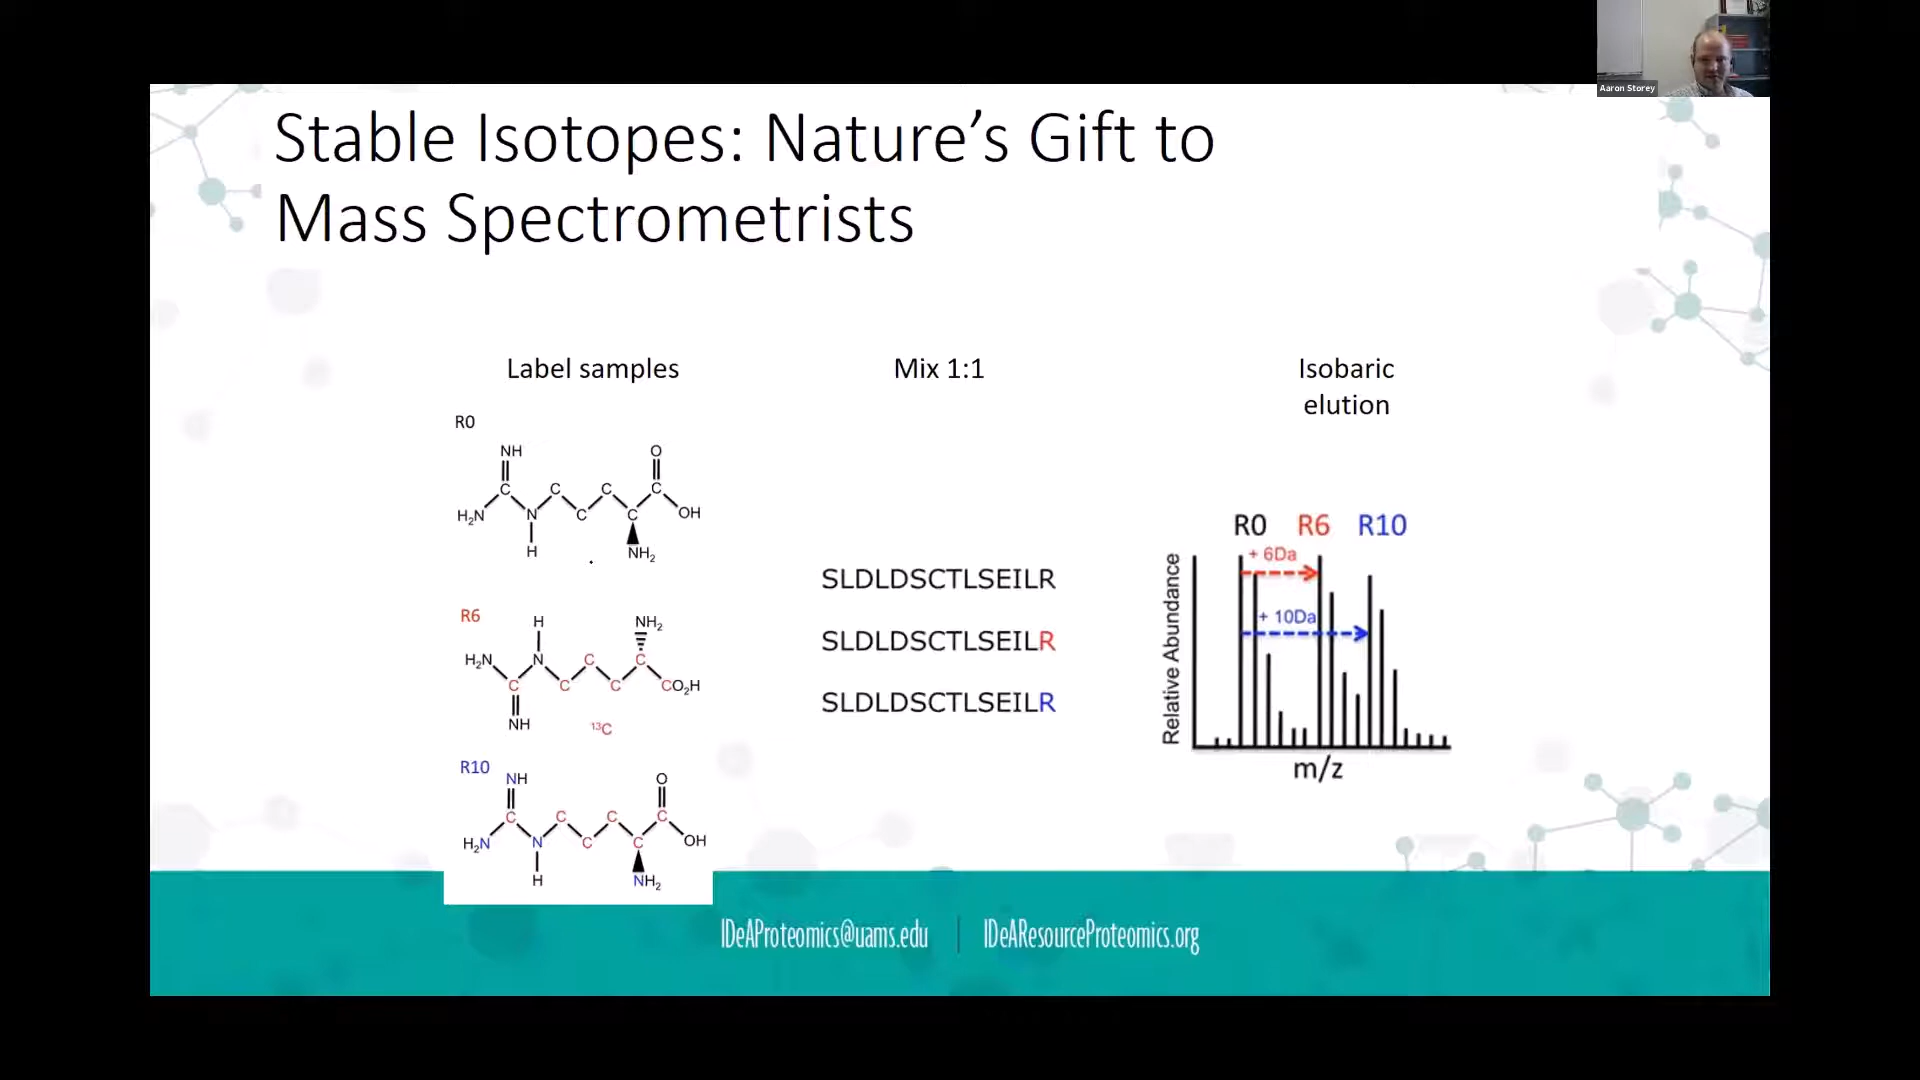 Aaron Storey
Stable Isotopes: Nature’s Gift to
Mass Spectrometrists
Label samples
Mix 1:1
Isobaric
elution
R0
NH
O
C
C
C
C
H₂N
N
C
C
OH
H
NH₂
R6
H
NH₂
H₂N
N
C
C
C
C
C
CO₂H
NH
¹³C
R10
NH
O
C
C
C
C
H₂N
N
C
C
OH
H
NH₂
SLDLDSCTLSEILR
SLDLDSCTLSEILR
SLDLDSCTLSEILR
R0 R6 R10
+ 6Da
+ 10Da
Relative Abundance
m/z
IDeAProteomics@uams.edu | IDeAResourceProteomics.org